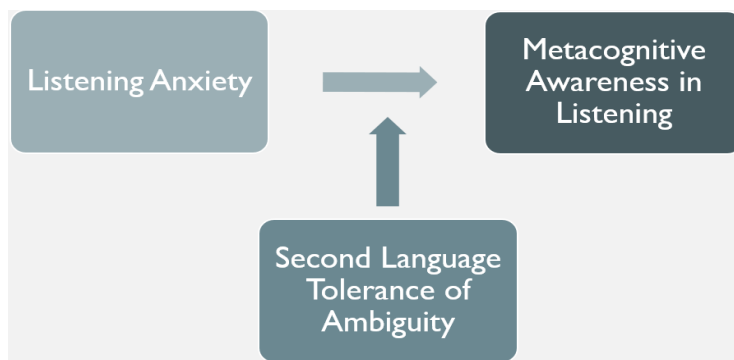 Listening Anxiety
Metacognitive
Awareness in
Listening
Second Language
Tolerance of
Ambiguity